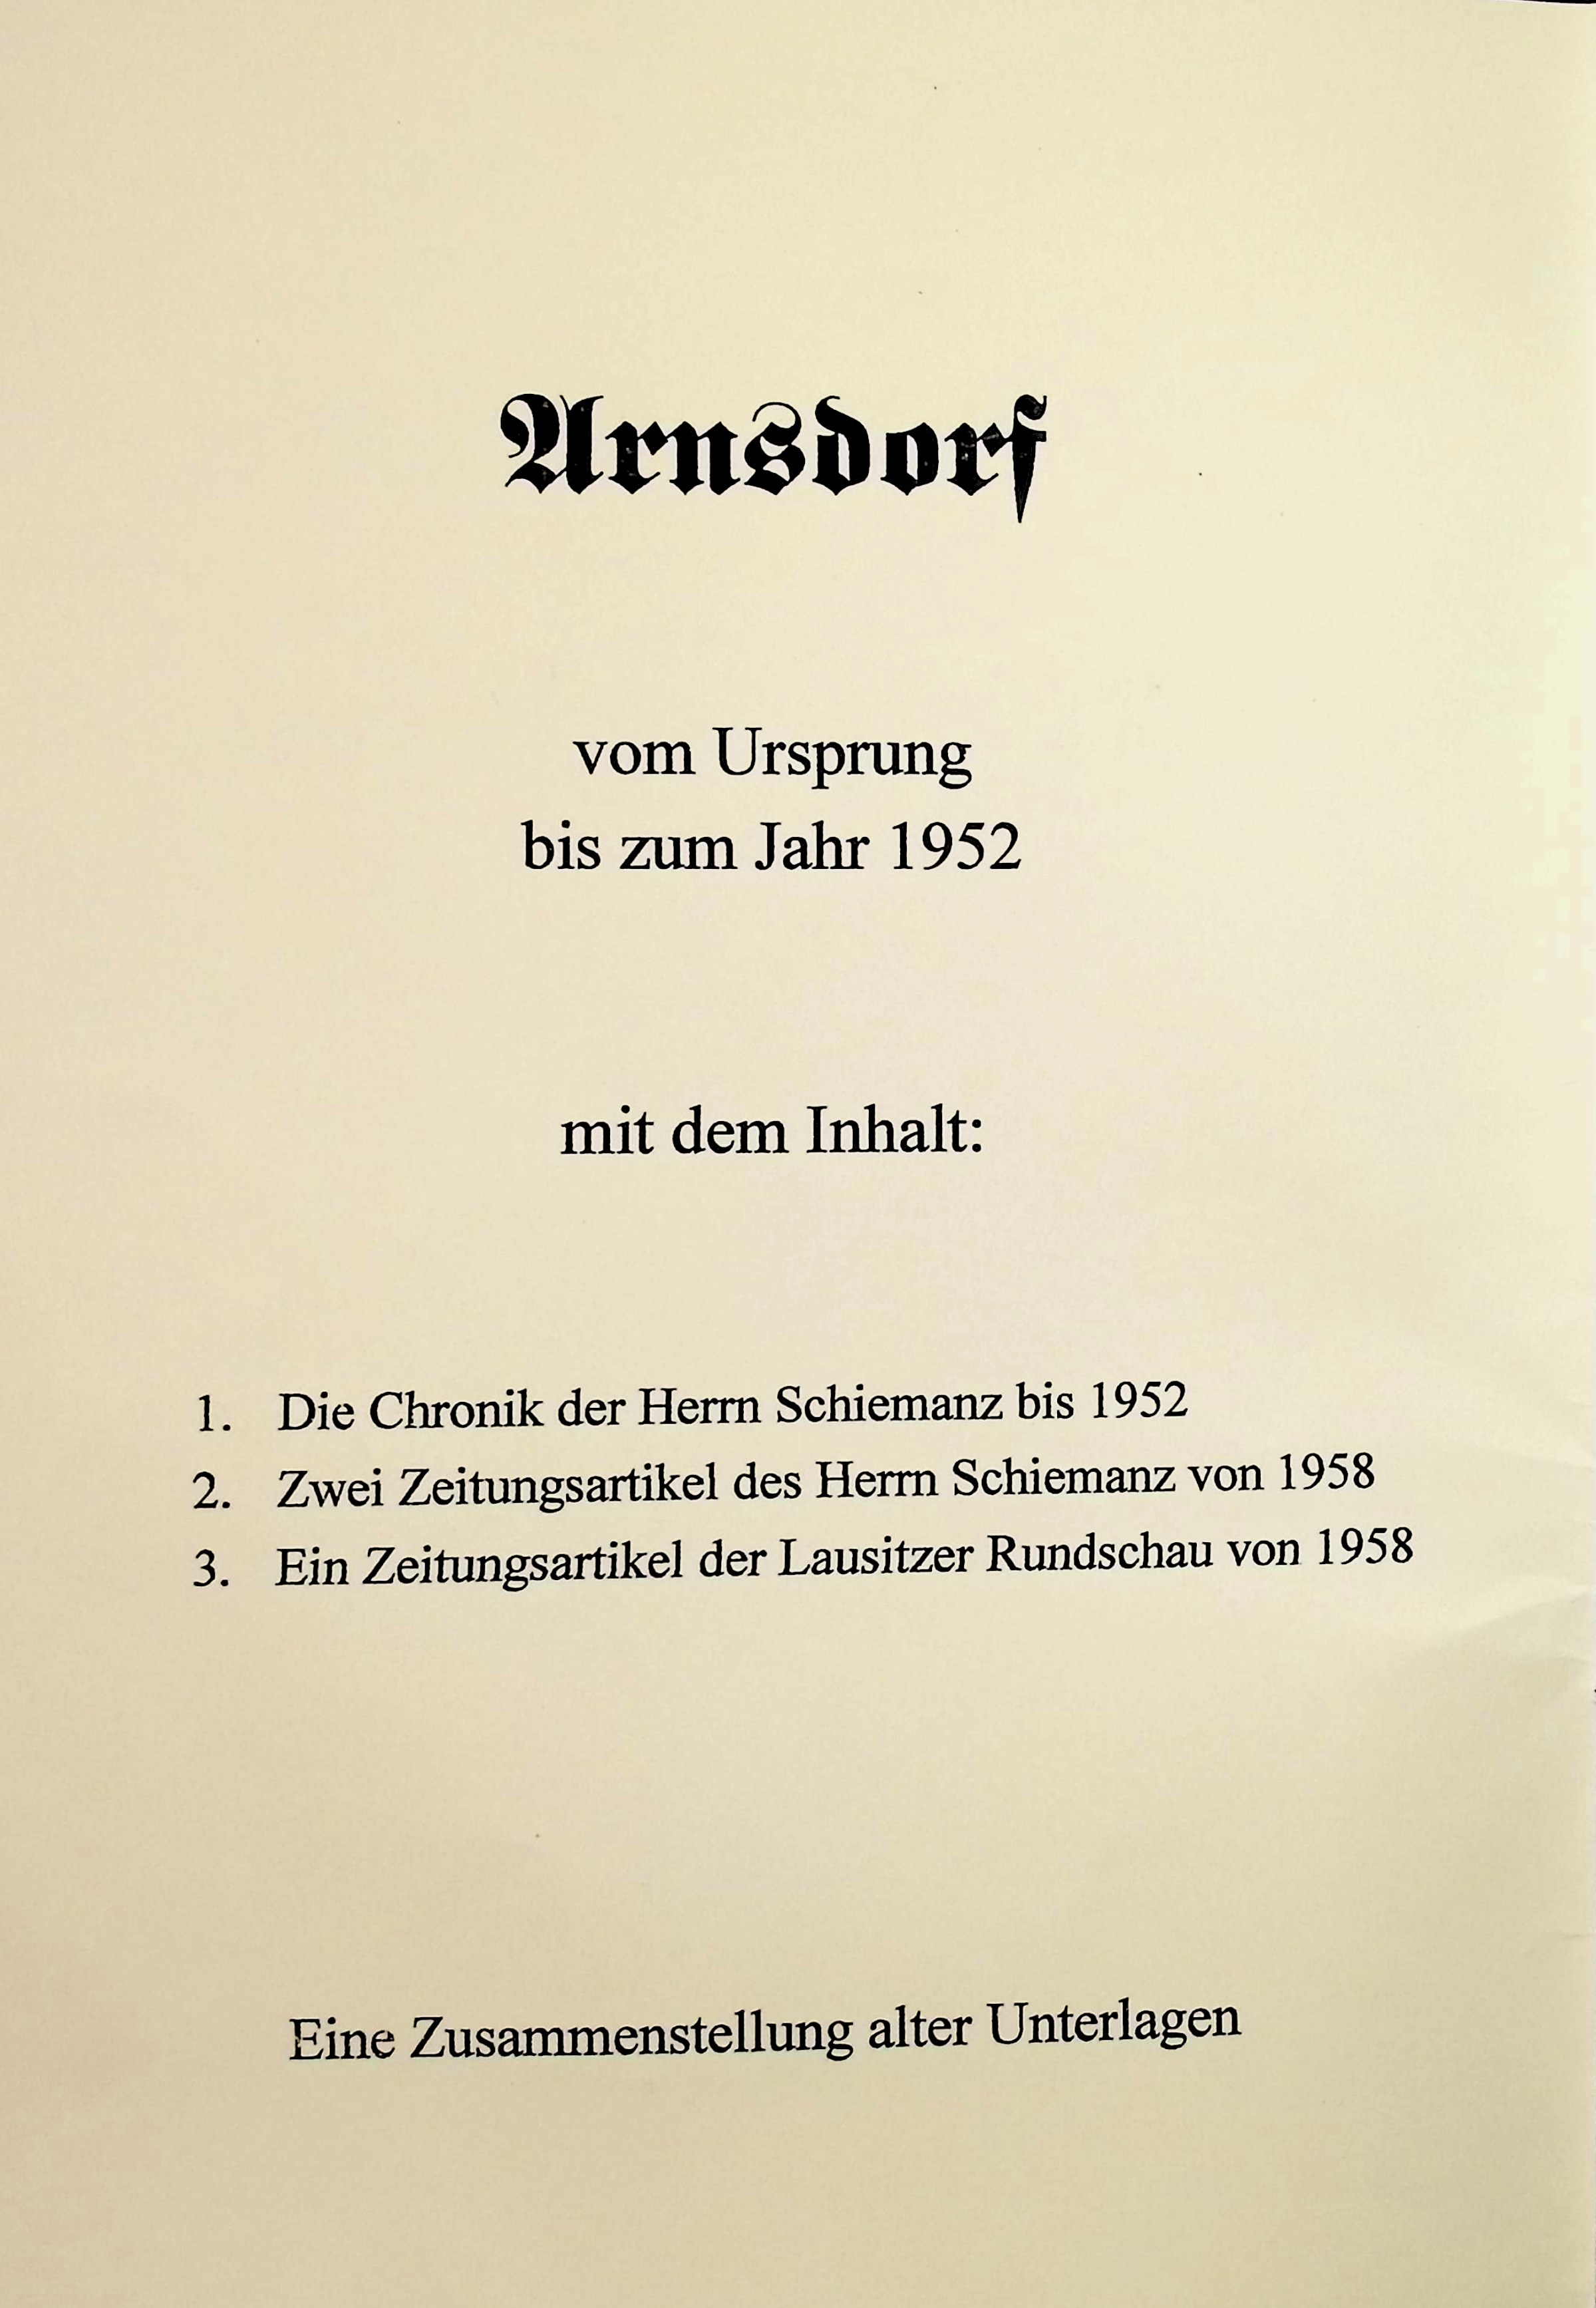 Arnsdorf
vom Ursprung
bis zum Jahr 1952
mit dem Inhalt:
1. Die Chronik der Herrn Schiemanz bis 1952
2. Zwei Zeitungsartikel des Herrn Schiemanz von 1958
3. Ein Zeitungsartikel der Lausitzer Rundschau von 1958
Eine Zusammenstellung alter Unterlagen